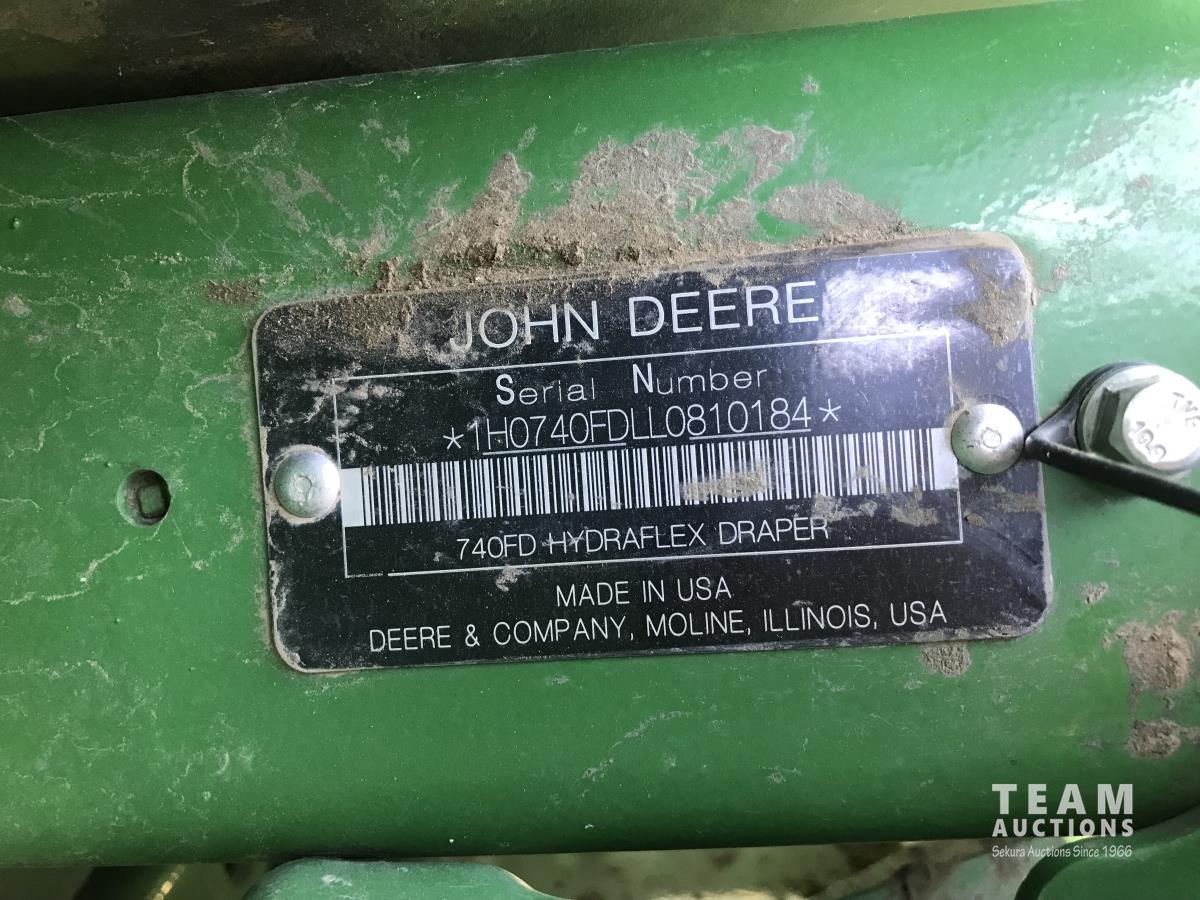 JOHN DEERE
Serial Number
*1H0740FDLL0810184*
740FD HYDRAFLEX DRAPER
MADE IN USA
DEERE & COMPANY, MOLINE, ILLINOIS, USA
TEAM
AUCTIONS
Sekura Auctions Since 1966